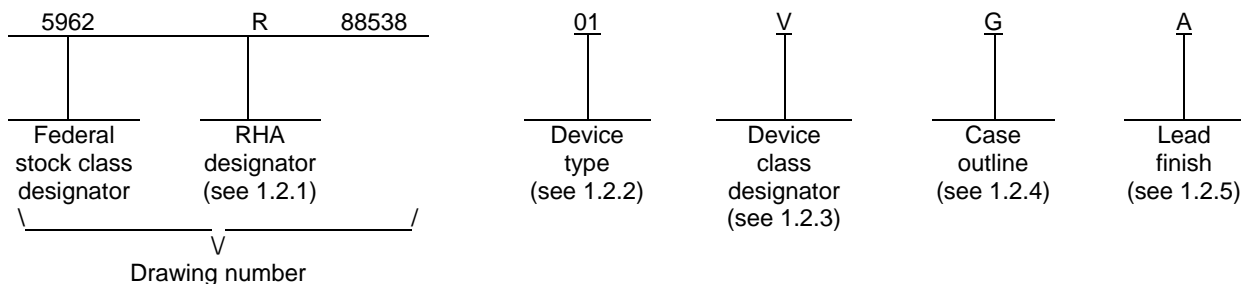 5962 R 88538 01 V G A
Federal stock class designator
RHA designator (see 1.2.1)
Device type (see 1.2.2)
Device class designator (see 1.2.3)
Case outline (see 1.2.4)
Lead finish (see 1.2.5)
Drawing number